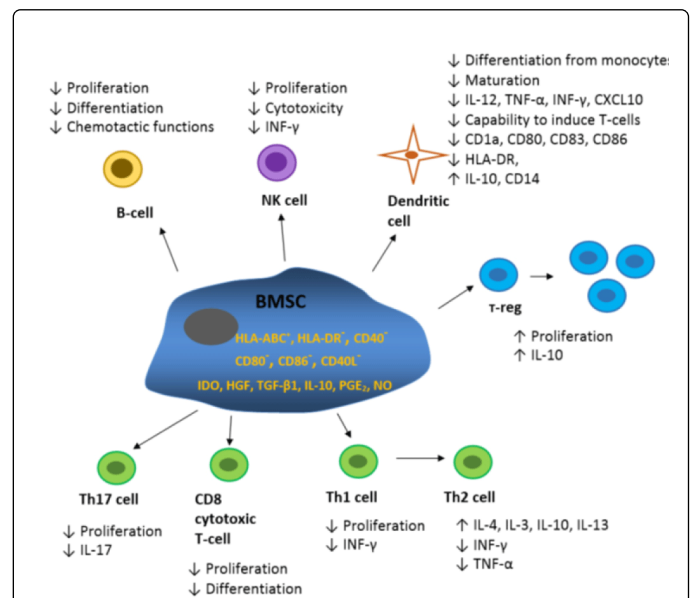 ↓ Proliferation
↓ Differentiation
↓ Chemotactic functions
B-cell
↓ Proliferation
↓ Cytotoxicity
↓ INF-γ
NK cell
↓ Differentiation from monocytes
↓ Maturation
↓ IL-12, TNF-α, INF-γ, CXCL10
↓ Capability to induce T-cells
↓ CD1a, CD80, CD83, CD86
↓ HLA-DR,
↑ IL-10, CD14
Dendritic
cell
T-reg
↑ Proliferation
↑ IL-10
BMSC
HLA-ABC⁺, HLA-DR⁻, CD40⁻
CD80⁻, CD86⁻, CD40L⁻
IDO, HGF, TGF-β1, IL-10, PGE₂, NO
Th17 cell
↓ Proliferation
↓ IL-17
CD8
cytotoxic
T-cell
↓ Proliferation
↓ Differentiation
Th1 cell
↓ Proliferation
↓ INF-γ
Th2 cell
↑ IL-4, IL-3, IL-10, IL-13
↓ INF-γ
↓ TNF-α